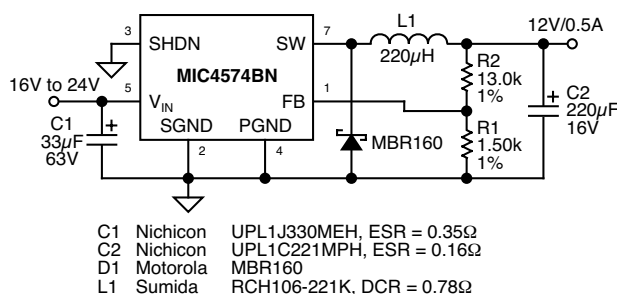 L1
220µH
12V/0.5A
3
SHDN
SW
7
R2
13.0k
1%
MIC4574BN
16V to 24V
5
VIN
FB
1
C1
33µF
63V
SGND
PGND
2
4
MBR160
R1
1.50k
1%
C2
220µF
16V
C1 Nichicon UPL1J330MEH, ESR = 0.35Ω
C2 Nichicon UPL1C221MPH, ESR = 0.16Ω
D1 Motorola MBR160
L1 Sumida RCH106-221K, DCR = 0.78Ω